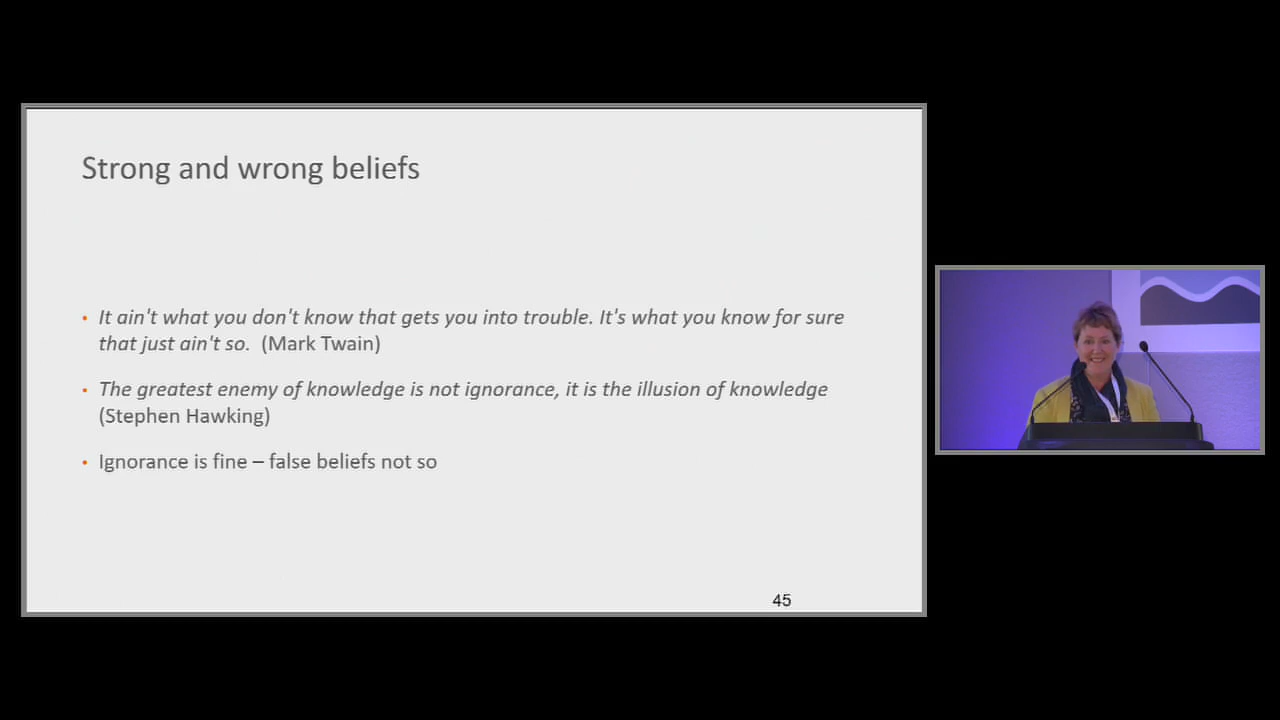 Strong and wrong beliefs
• It ain't what you don't know that gets you into trouble. It's what you know for sure
that just ain't so. (Mark Twain)
• The greatest enemy of knowledge is not ignorance, it is the illusion of knowledge
(Stephen Hawking)
• Ignorance is fine – false beliefs not so
45